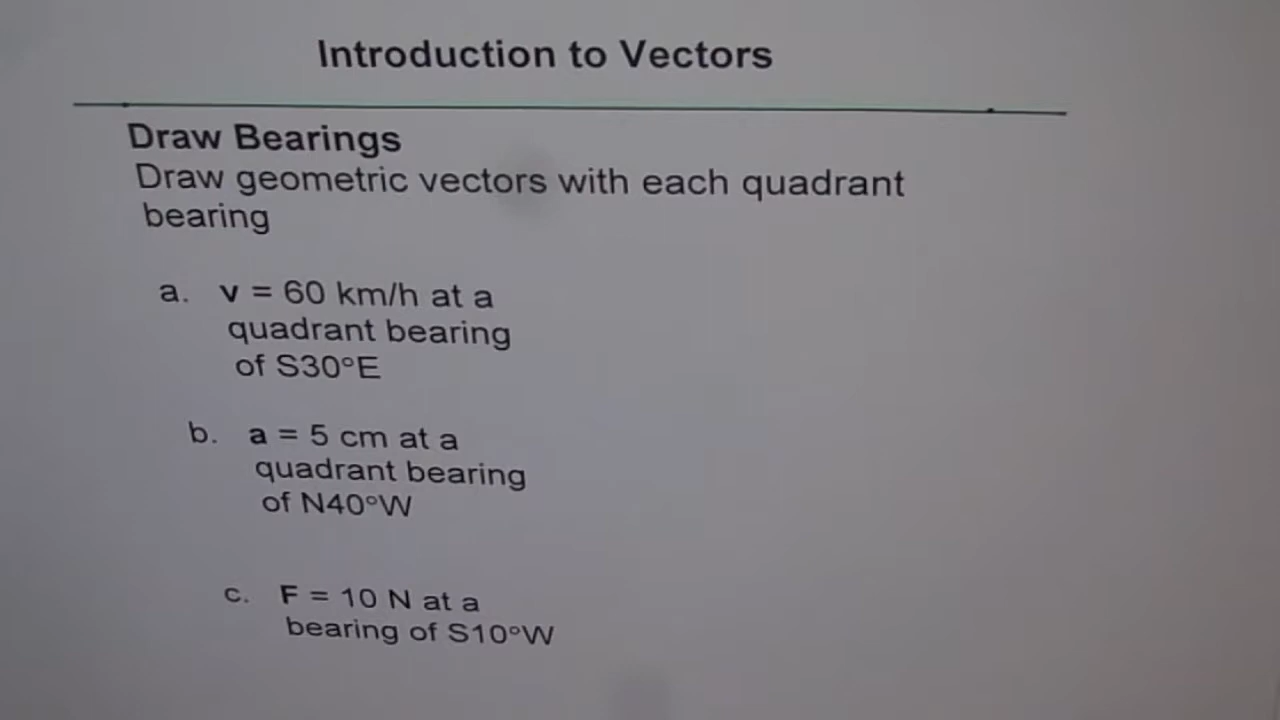 Introduction to Vectors
Draw Bearings
Draw geometric vectors with each quadrant
bearing
a. v = 60 km/h at a
quadrant bearing
of S30°E
b. a = 5 cm at a
quadrant bearing
of N40°W
c. F = 10 N at a
bearing of S10°W